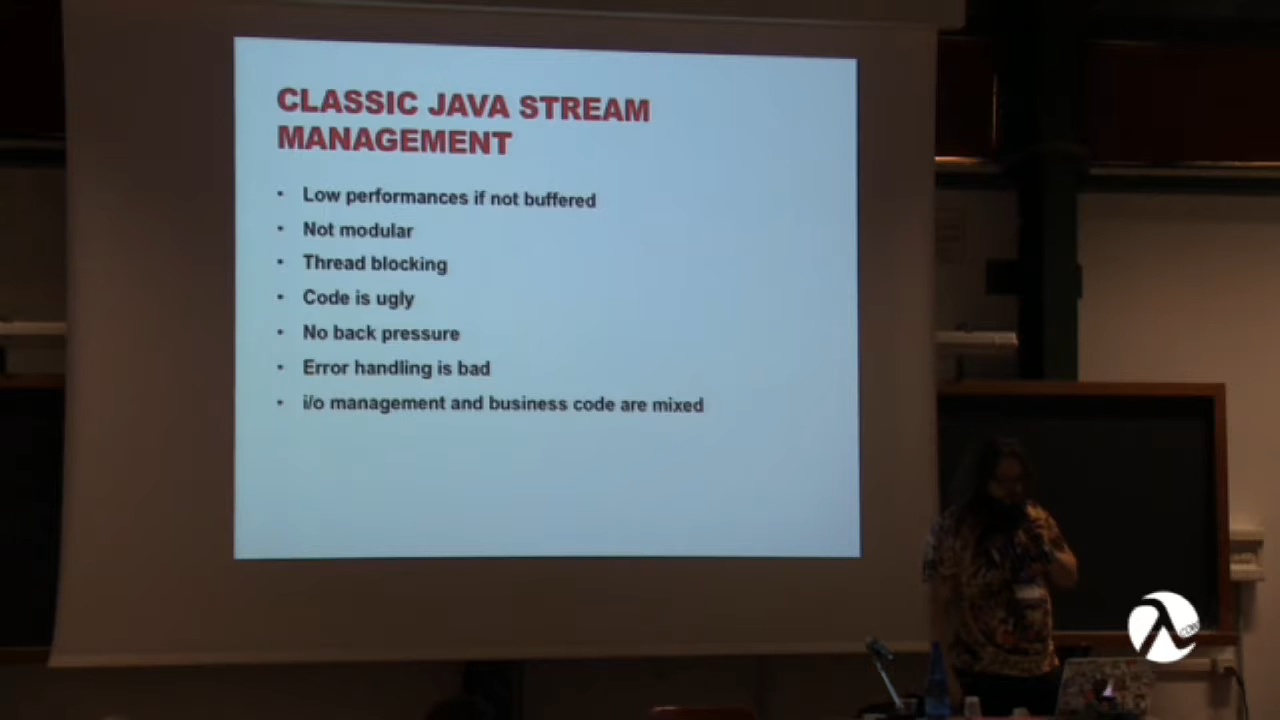 CLASSIC JAVA STREAM
MANAGEMENT
• Low performances if not buffered
• Not modular
• Thread blocking
• Code is ugly
• No back pressure
• Error handling is bad
• i/o management and business code are mixed
λ